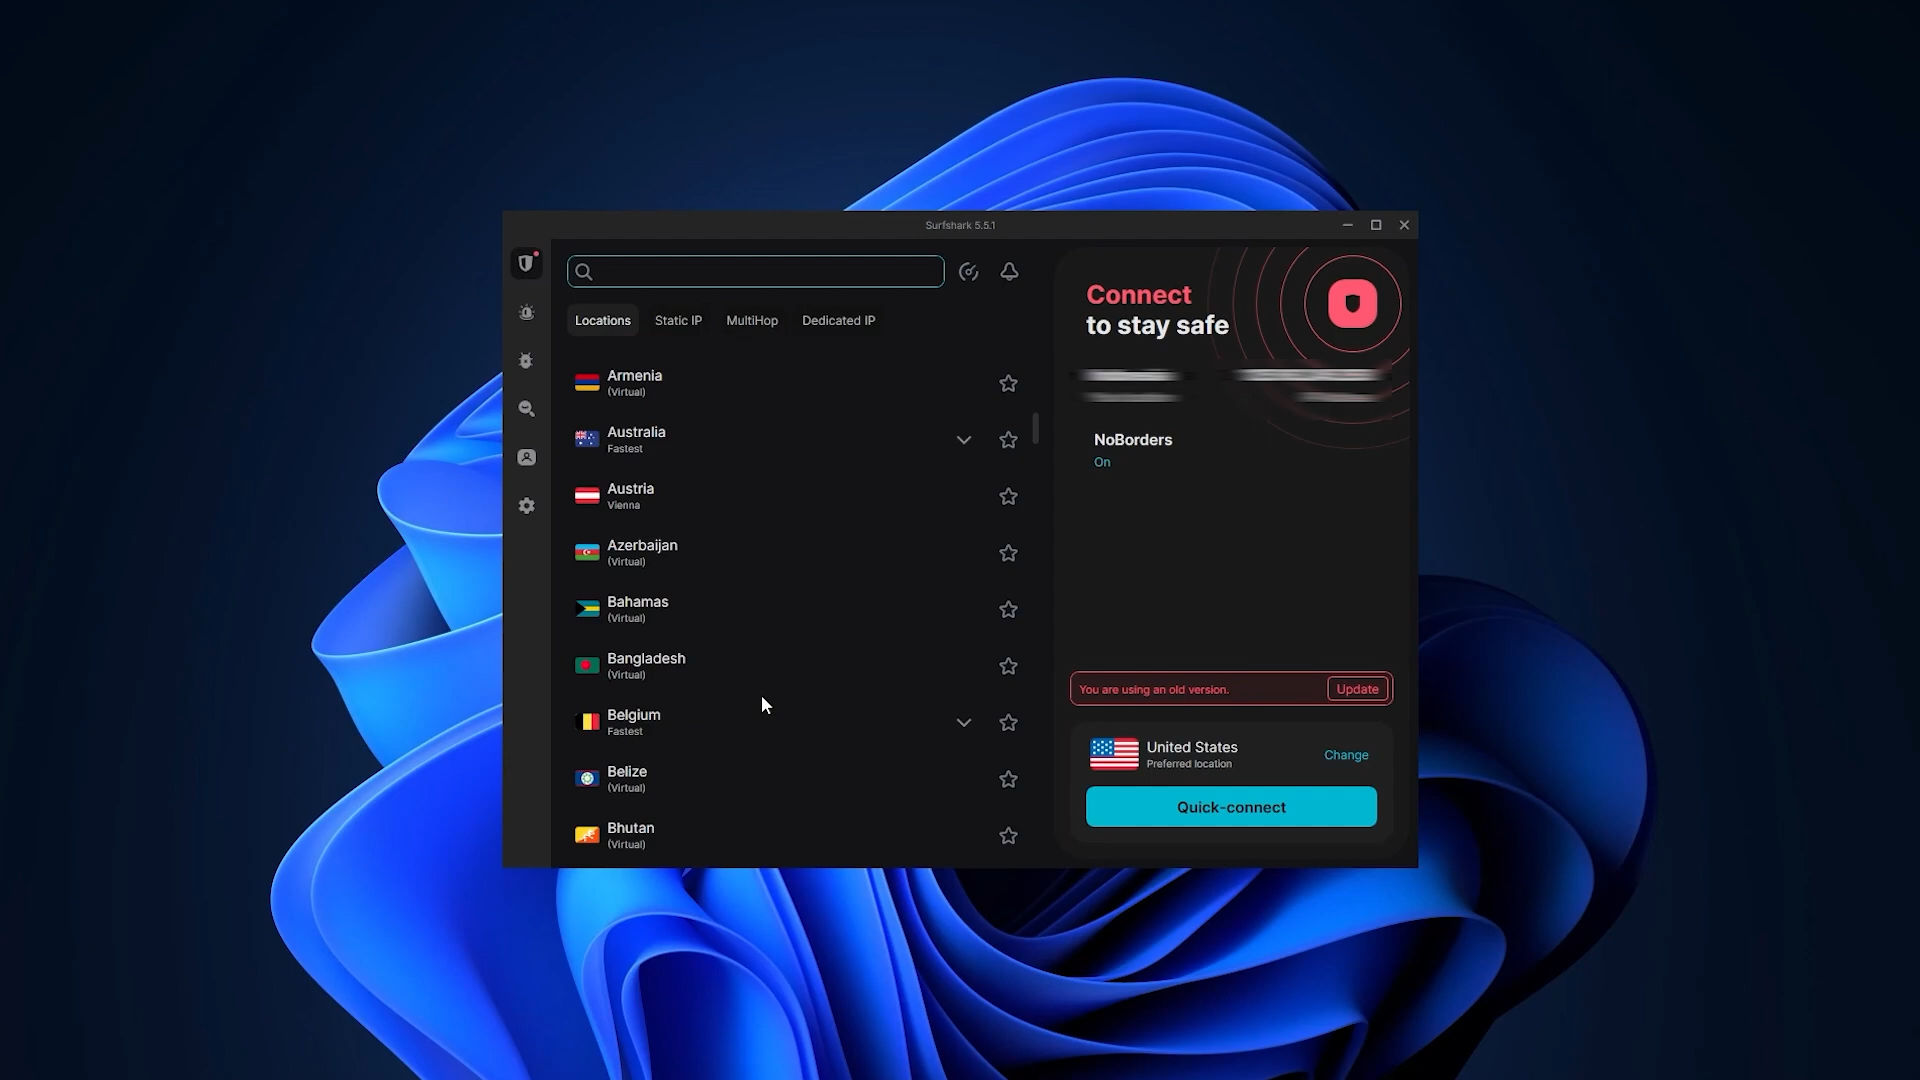 Surfshark 5.5.1
Locations
Static IP
MultiHop
Dedicated IP
Armenia
(Virtual)
Australia
Fastest
Austria
Vienna
Azerbaijan
(Virtual)
Bahamas
(Virtual)
Bangladesh
(Virtual)
Belgium
Fastest
Belize
(Virtual)
Bhutan
(Virtual)
Connect
to stay safe
NoBorders
On
You are using an old version.
Update
United States
Preferred location
Change
Quick-connect